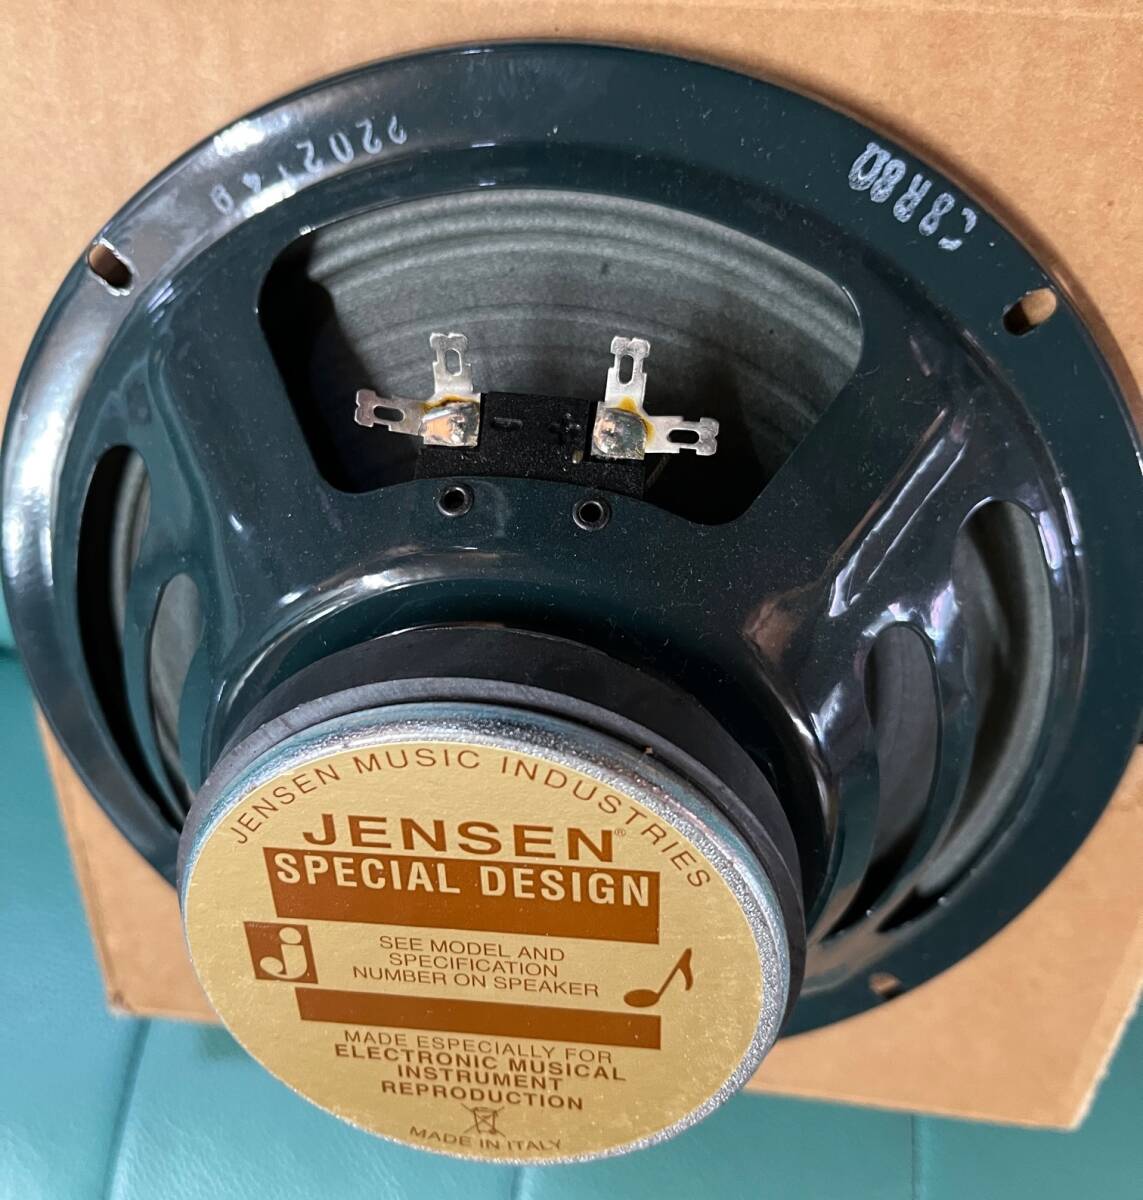 C8R8Ω
- +
JENSEN MUSIC INDUSTRIES
JENSEN®
SPECIAL DESIGN
j
SEE MODEL AND
SPECIFICATION
NUMBER ON SPEAKER
MADE ESPECIALLY FOR
ELECTRONIC MUSICAL
INSTRUMENT
REPRODUCTION
MADE IN ITALY